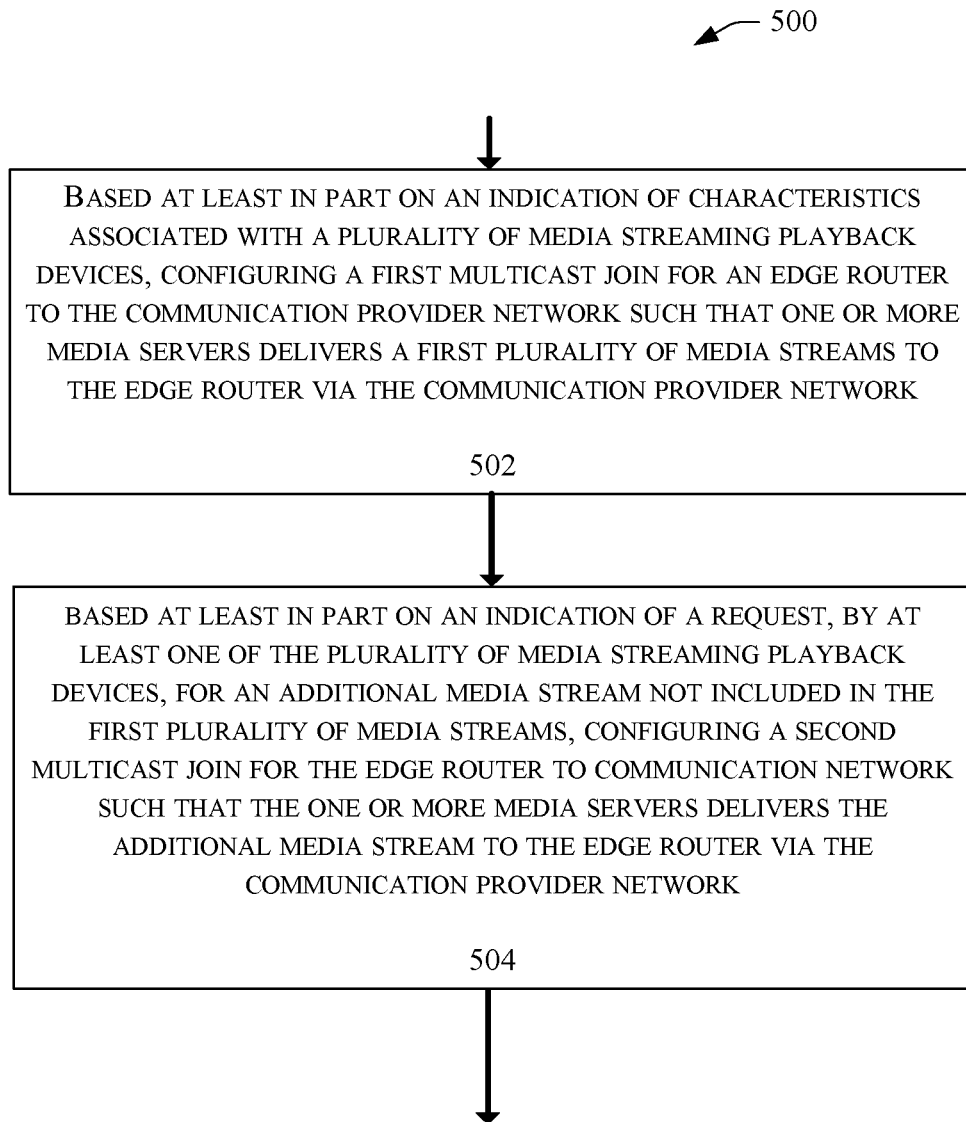 500
BASED AT LEAST IN PART ON AN INDICATION OF CHARACTERISTICS
ASSOCIATED WITH A PLURALITY OF MEDIA STREAMING PLAYBACK
DEVICES, CONFIGURING A FIRST MULTICAST JOIN FOR AN EDGE ROUTER
TO THE COMMUNICATION PROVIDER NETWORK SUCH THAT ONE OR MORE
MEDIA SERVERS DELIVERS A FIRST PLURALITY OF MEDIA STREAMS TO
THE EDGE ROUTER VIA THE COMMUNICATION PROVIDER NETWORK
502
BASED AT LEAST IN PART ON AN INDICATION OF A REQUEST, BY AT
LEAST ONE OF THE PLURALITY OF MEDIA STREAMING PLAYBACK
DEVICES, FOR AN ADDITIONAL MEDIA STREAM NOT INCLUDED IN THE
FIRST PLURALITY OF MEDIA STREAMS, CONFIGURING A SECOND
MULTICAST JOIN FOR THE EDGE ROUTER TO COMMUNICATION NETWORK
SUCH THAT THE ONE OR MORE MEDIA SERVERS DELIVERS THE
ADDITIONAL MEDIA STREAM TO THE EDGE ROUTER VIA THE
COMMUNICATION PROVIDER NETWORK
504